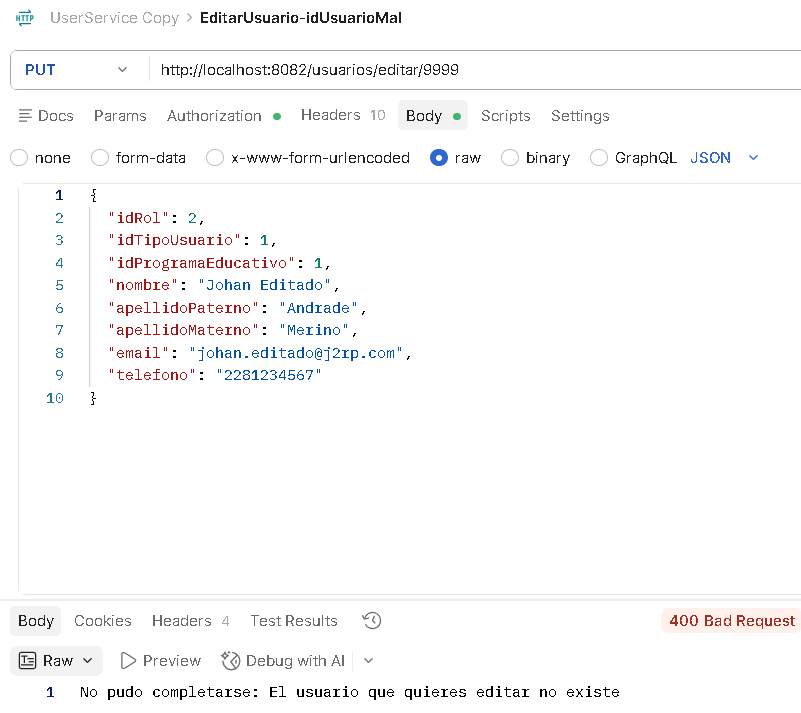 HTTP UserService Copy > EditarUsuario-idUsuarioMal
PUT http://localhost:8082/usuarios/editar/9999
Docs Params Authorization Headers 10 Body Scripts Settings
none form-data x-www-form-urlencoded raw binary GraphQL JSON
1 {
2 "idRol": 2,
3 "idTipoUsuario": 1,
4 "idProgramaEducativo": 1,
5 "nombre": "Johan Editado",
6 "apellidoPaterno": "Andrade",
7 "apellidoMaterno": "Merino",
8 "email": "johan.editado@j2rp.com",
9 "telefono": "2281234567"
10 }
Body Cookies Headers 4 Test Results 400 Bad Request
Raw Preview Debug with AI
1 No pudo completarse: El usuario que quieres editar no existe